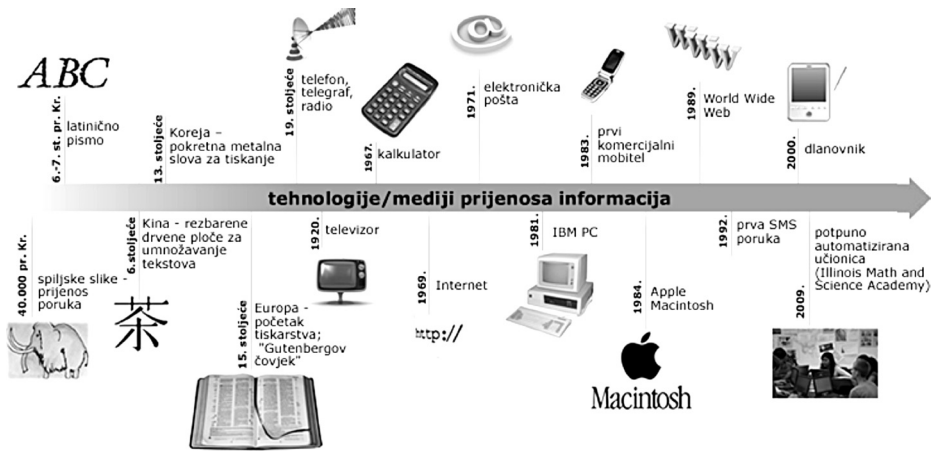 ABC
6.-7. st. pr. Kr.
latinično
pismo
13. stoljeće
Koreja –
pokretna metalna
slova za tiskanje
19. stoljeće
telefon,
telegraf,
radio
1967.
kalkulator
1971.
elektronička
pošta
1983.
prvi
komercijalni
mobitel
WWW
1989.
World Wide
Web
2000.
dlanovnik
tehnologije/mediji prijenosa informacija
40.000 pr. Kr.
spiljske slike -
prijenos
poruka
6.stoljeće
Kina - rezbarene
drvene ploče za
umnožavanje
tekstova
茶
15. stoljeće
Europa -
početak
tiskarstva;
"Gutenbergov
čovjek"
1920.
televizor
1969.
Internet
http://
1981.
IBM PC
1984.
Apple
Macintosh
Macintosh
1992.
prva SMS
poruka
2009.
potpuno
automatizirana
učionica
(Illinois Math and
Science Academy)